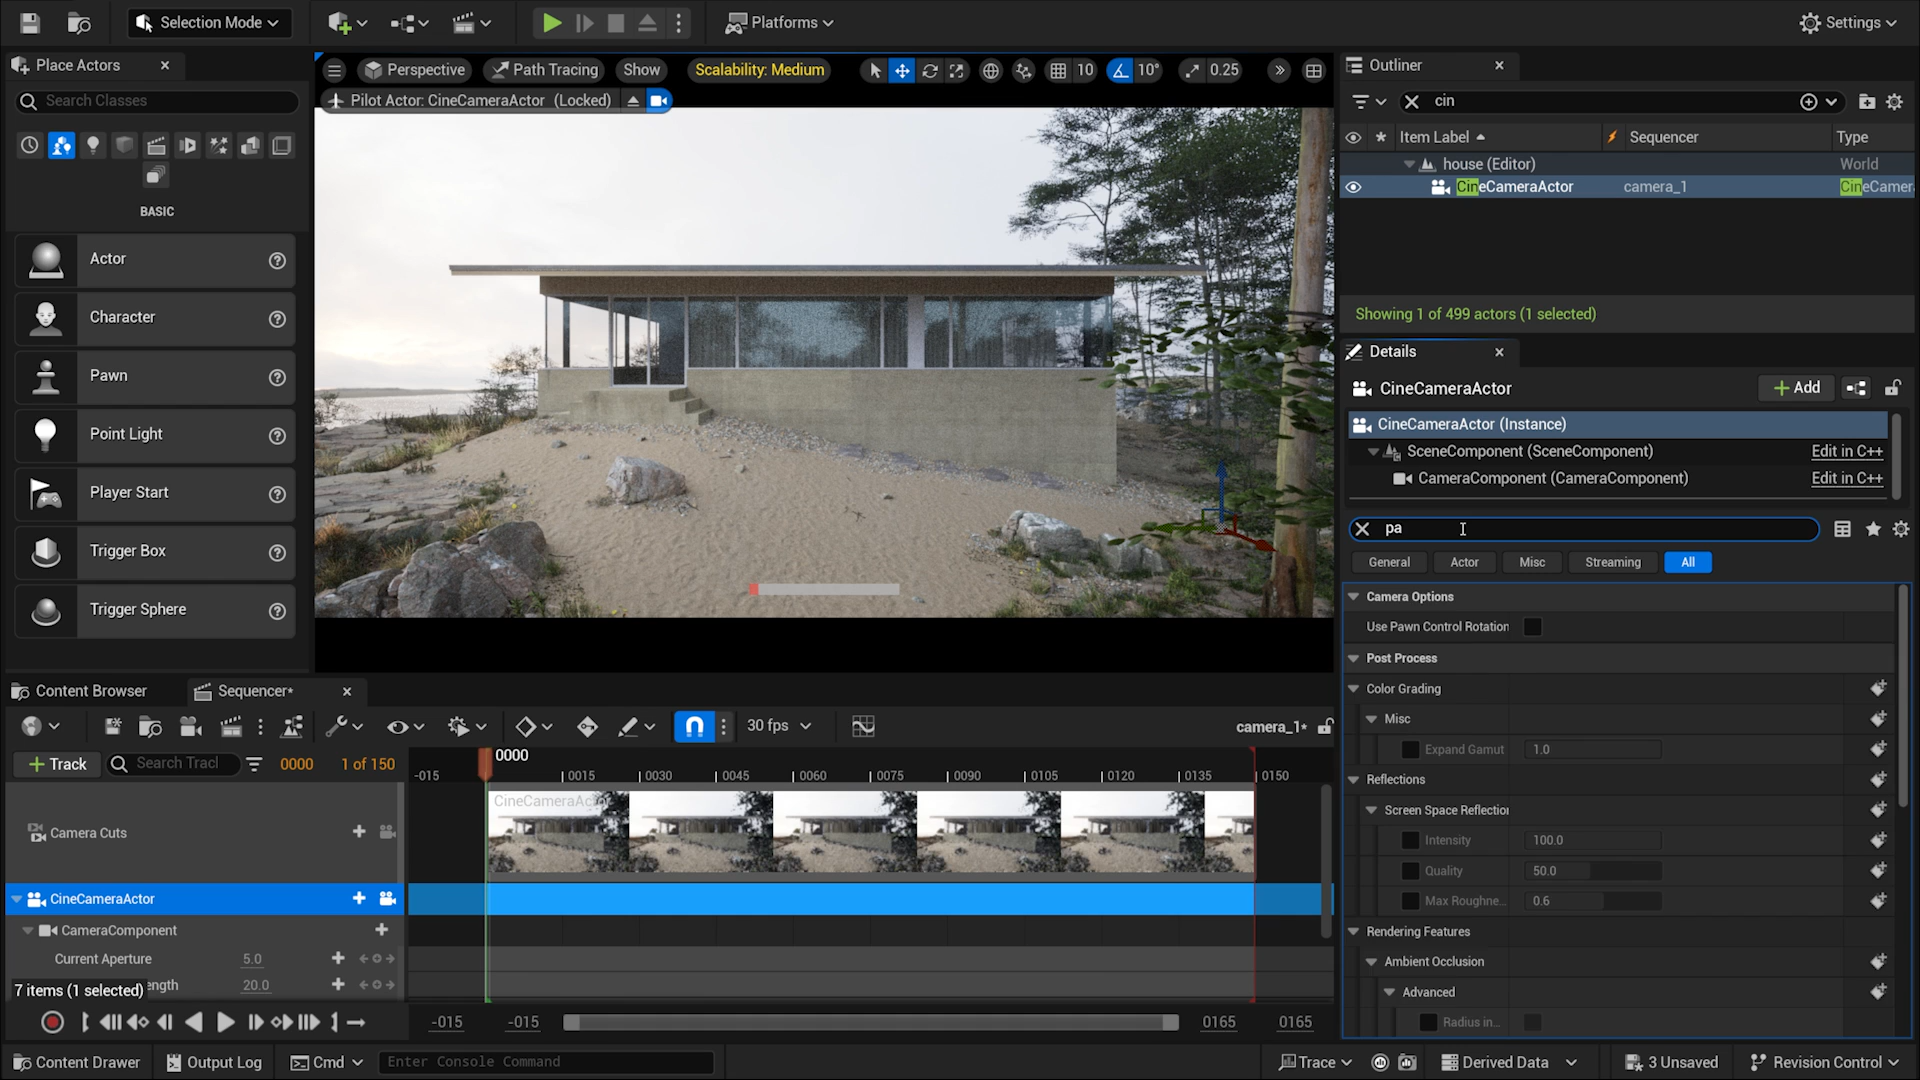 Selection Mode
Platforms
Settings
Place Actors
Search Classes
BASIC
Actor
Character
Pawn
Point Light
Player Start
Trigger Box
Trigger Sphere
Perspective
Path Tracing
Show
Scalability: Medium
10
10°
0.25
Pilot Actor: CineCameraActor (Locked)
Outliner
cin
Item Label
Sequencer
Type
house (Editor)
World
CineCameraActor
camera_1
CineCamer
Showing 1 of 499 actors (1 selected)
Details
CineCameraActor
Add
CineCameraActor (Instance)
SceneComponent (SceneComponent)
Edit in C++
CameraComponent (CameraComponent)
Edit in C++
pa
General
Actor
Misc
Streaming
All
Camera Options
Use Pawn Control Rotation
Post Process
Color Grading
Misc
Expand Gamut
1.0
Reflections
Screen Space Reflection
Intensity
100.0
Quality
50.0
Max Roughne...
0.6
Rendering Features
Ambient Occlusion
Advanced
Radius in...
Content Browser
Sequencer*
30 fps
camera_1*
Track
Search Tracl
0000
1 of 150
-015
0000
0015
0030
0045
0060
0075
0090
0105
0120
0135
0150
Camera Cuts
CineCameraActor
CineCameraActor
CameraComponent
Current Aperture
5.0
7 items (1 selected)
ength
20.0
-015
-015
0165
0165
Content Drawer
Output Log
Cmd
Enter Console Command
Trace
Derived Data
3 Unsaved
Revision Control